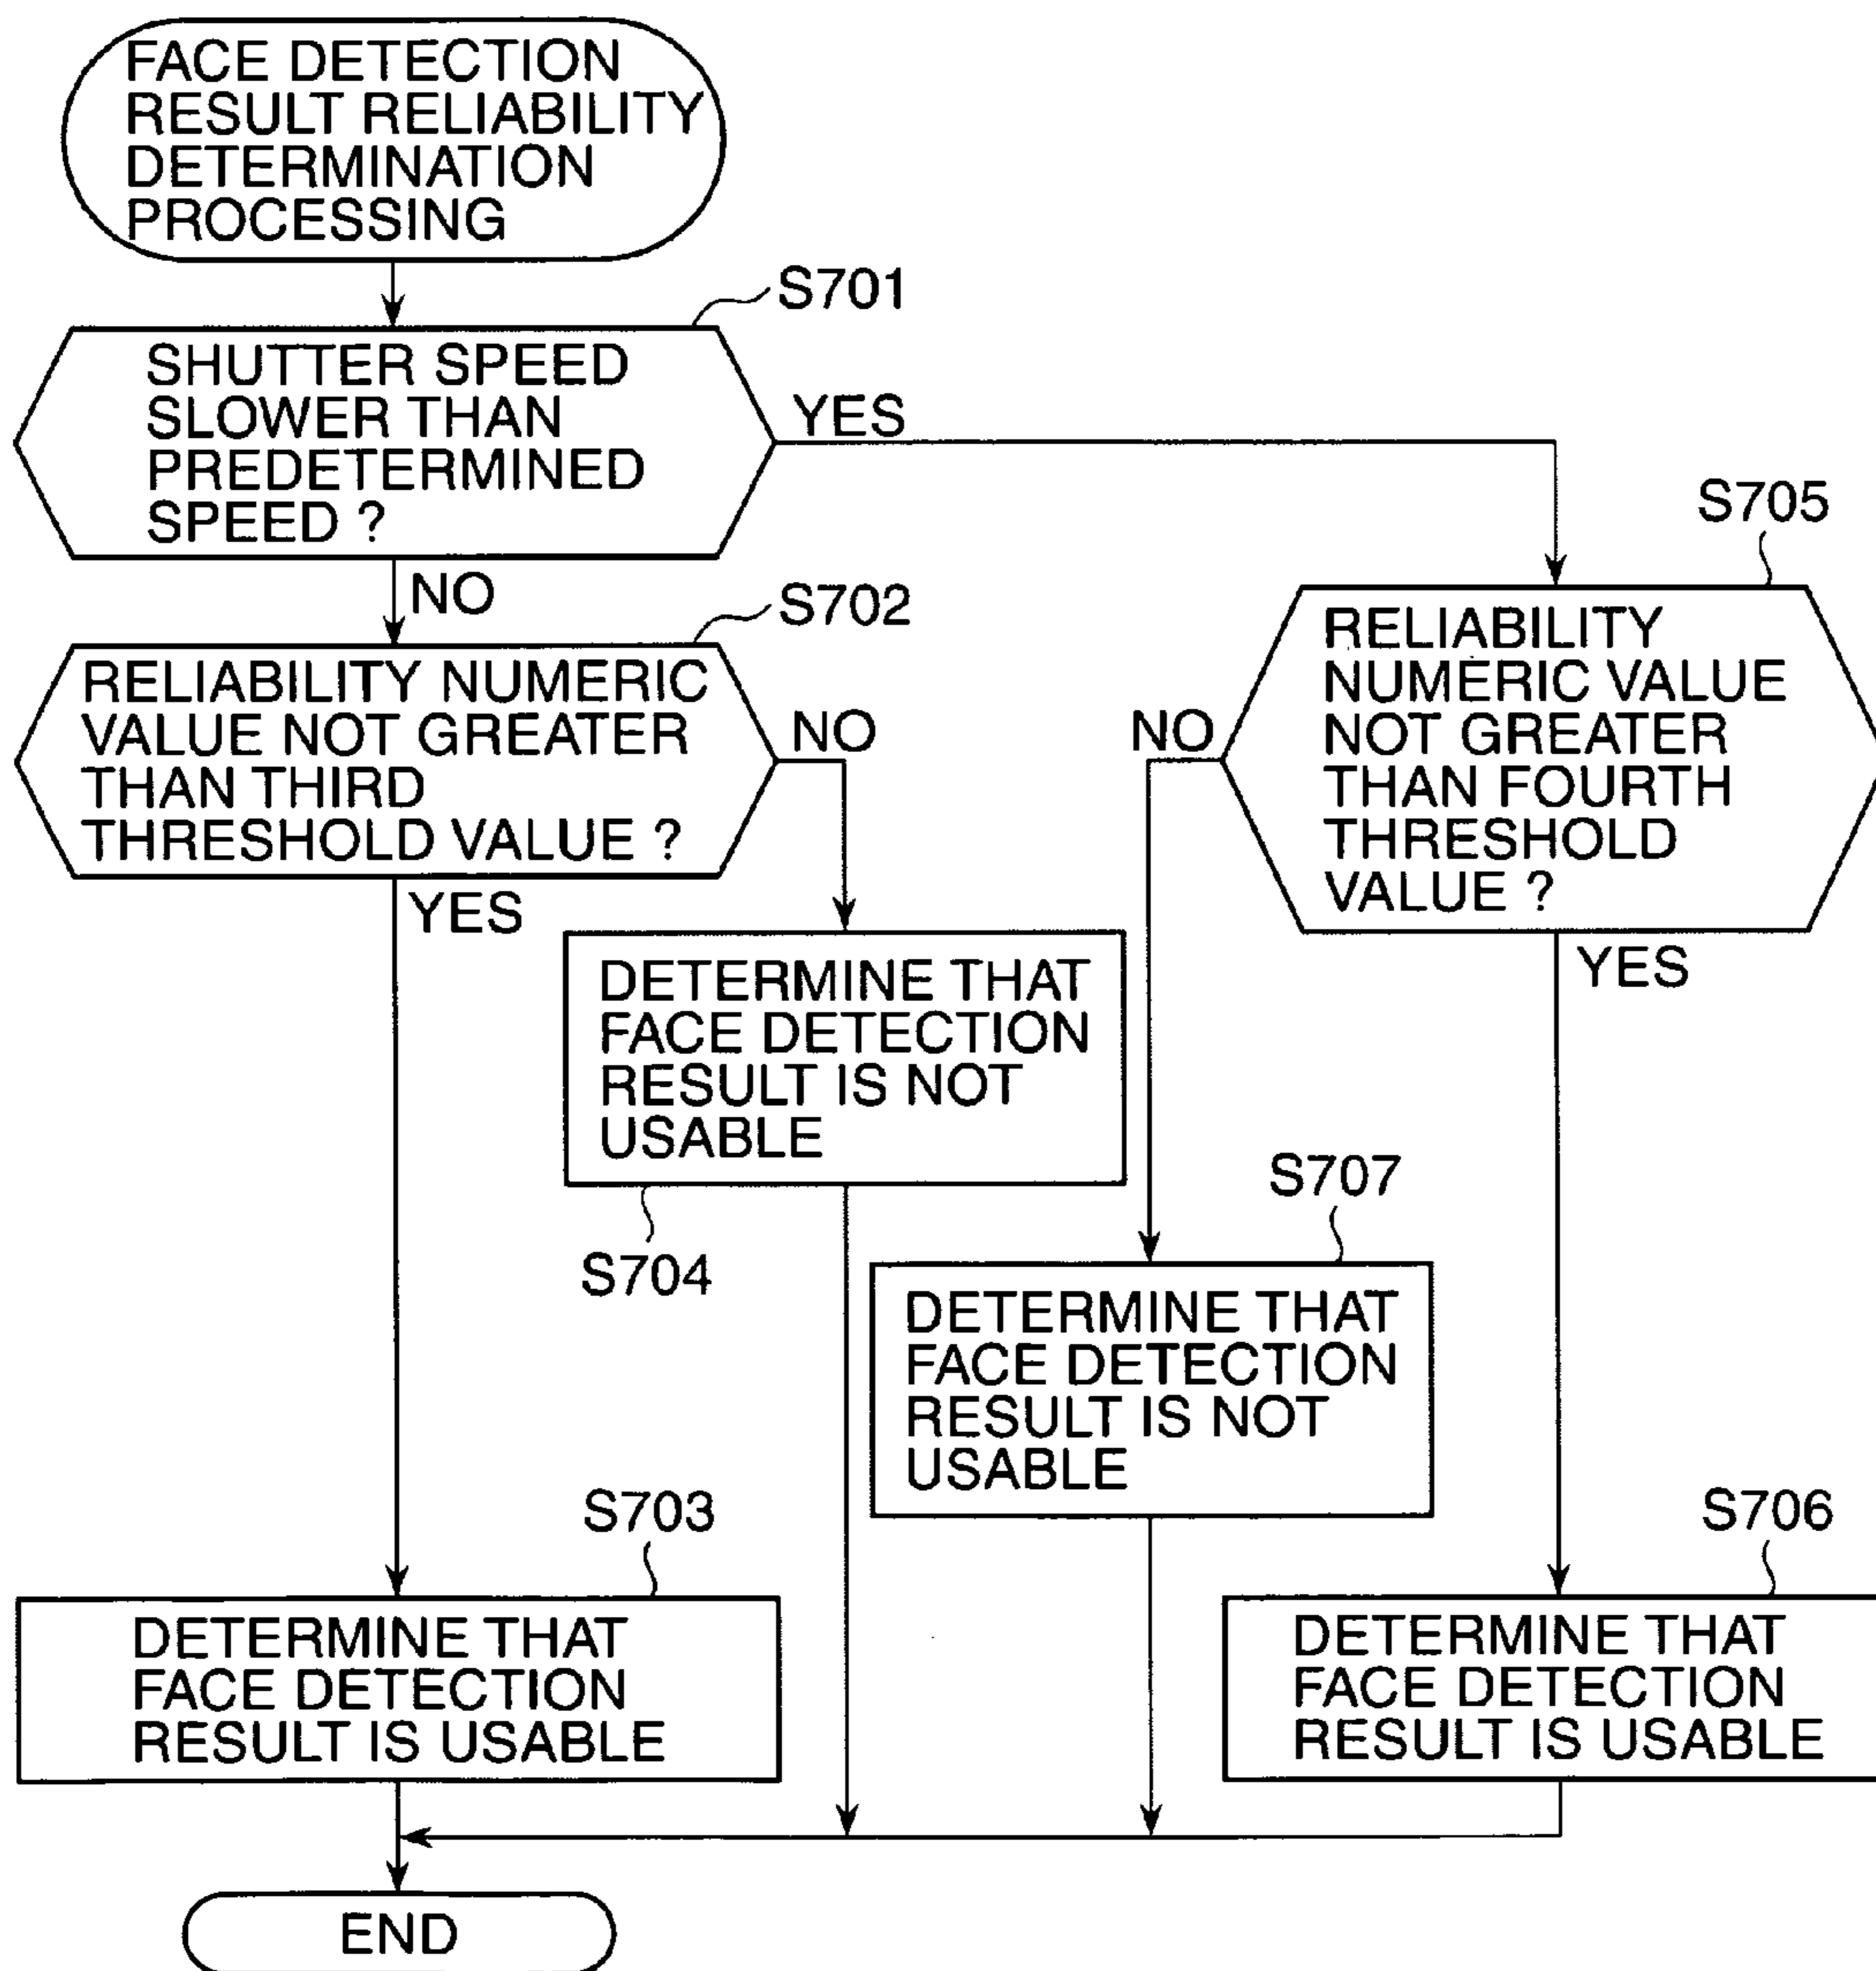 FACE DETECTION
RESULT RELIABILITY
DETERMINATION
PROCESSING
S701
SHUTTER SPEED
SLOWER THAN
PREDETERMINED
SPEED ?
YES
NO
S702
RELIABILITY NUMERIC
VALUE NOT GREATER
THAN THIRD
THRESHOLD VALUE ?
NO
YES
S705
RELIABILITY
NUMERIC VALUE
NOT GREATER
THAN FOURTH
THRESHOLD
VALUE ?
NO
YES
DETERMINE THAT
FACE DETECTION
RESULT IS NOT
USABLE
S704
S707
DETERMINE THAT
FACE DETECTION
RESULT IS NOT
USABLE
S703
DETERMINE THAT
FACE DETECTION
RESULT IS USABLE
S706
DETERMINE THAT
FACE DETECTION
RESULT IS USABLE
END